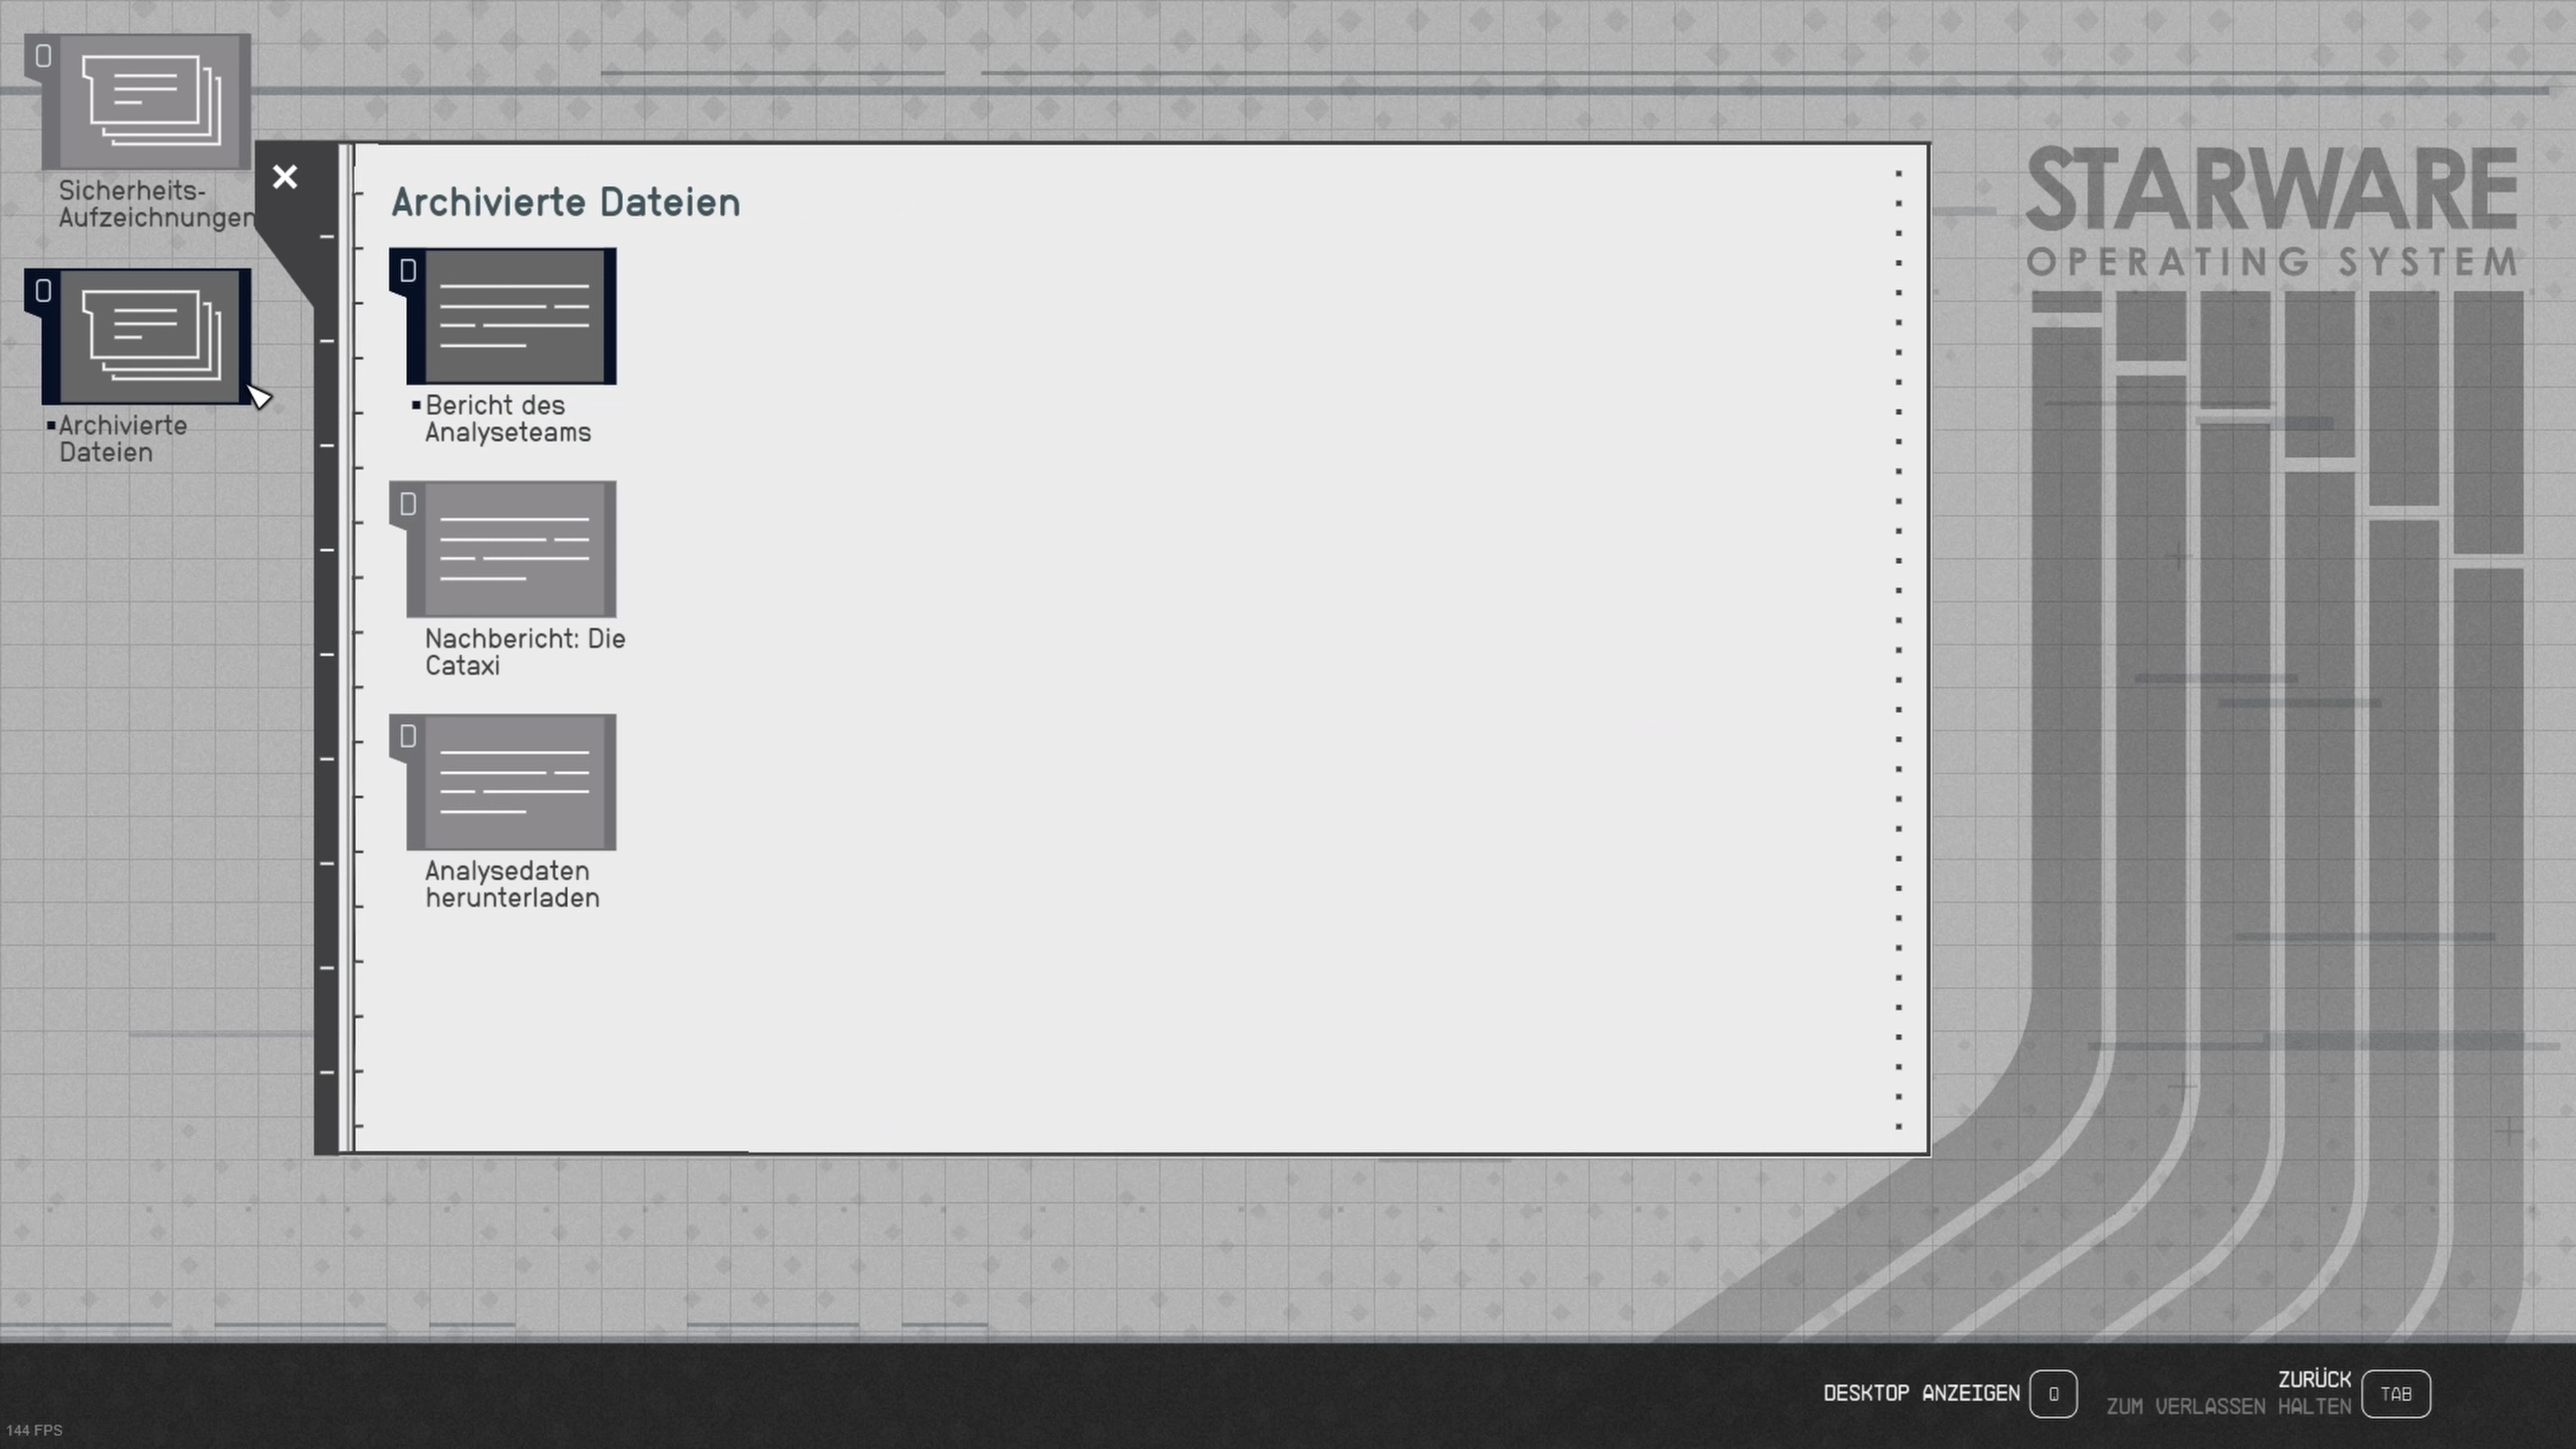 Sicherheits-
Aufzeichnungen
Archivierte
Dateien
Archivierte Dateien
Bericht des
Analyseteams
Nachbericht: Die
Cataxi
Analysedaten
herunterladen
STARWARE
OPERATING SYSTEM
DESKTOP ANZEIGEN Q
ZURÜCK
ZUM VERLASSEN HALTEN
TAB
144 FPS